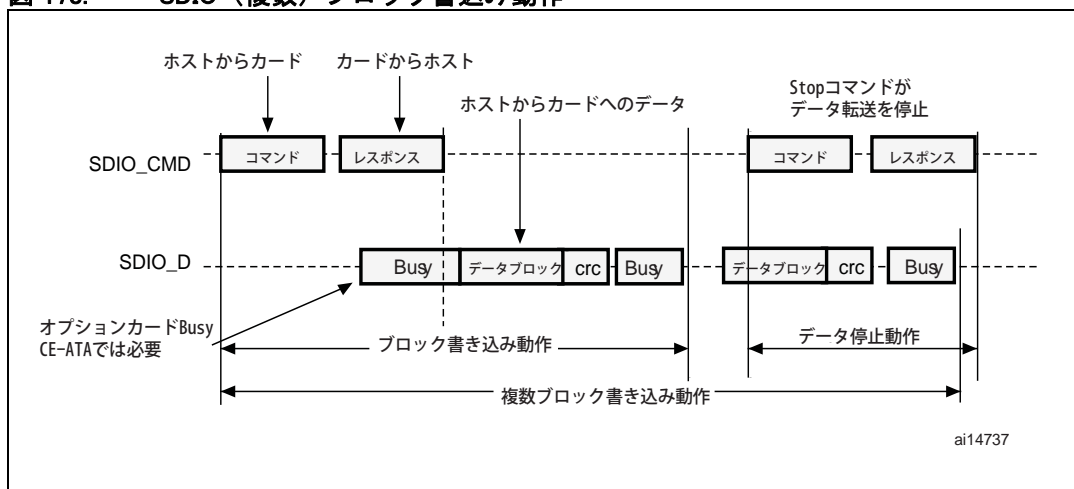 SDIO（複数）ブロック書込み動作
ホストからカード
カードからホスト
ホストからカードへのデータ
Stopコマンドが
データ転送を停止
SDIO_CMD
コマンド
レスポンス
コマンド
レスポンス
SDIO_D
Busy
データブロック
crc
Busy
データブロック
crc
Busy
オプションカードBusy
CE-ATAでは必要
ブロック書き込み動作
データ停止動作
複数ブロック書き込み動作
ai14737